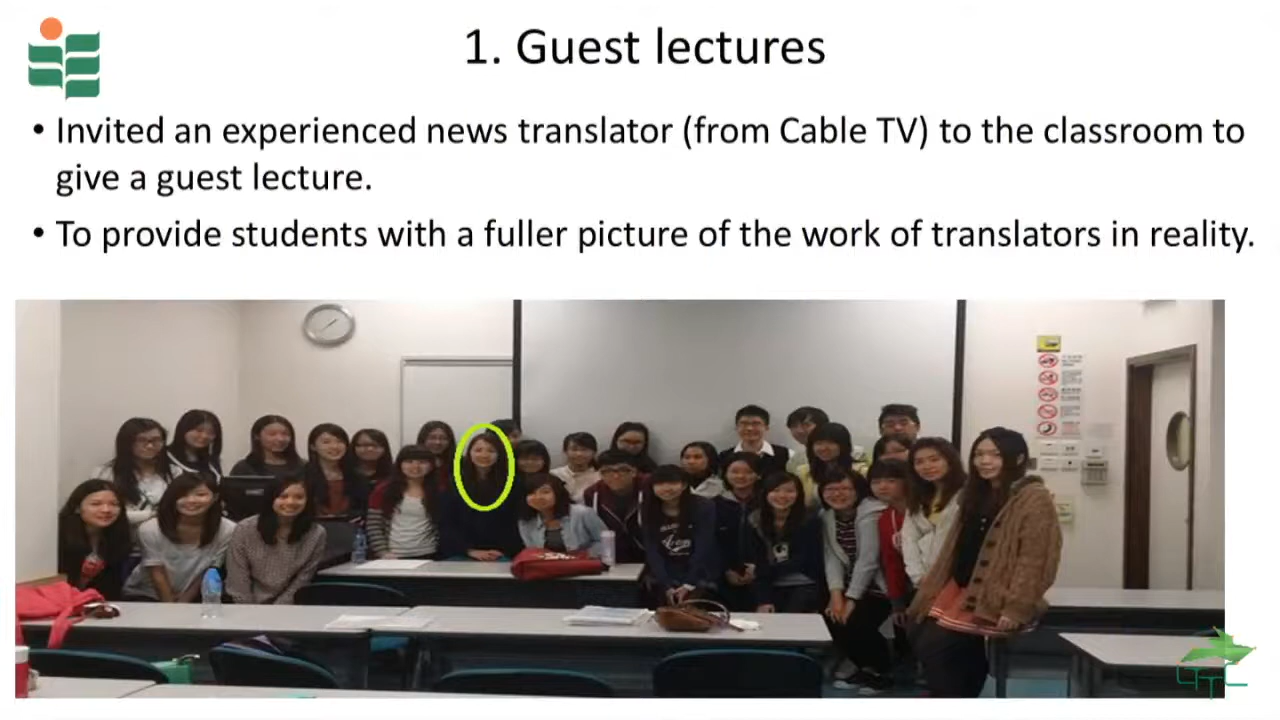 1. Guest lectures
• Invited an experienced news translator (from Cable TV) to the classroom to
give a guest lecture.
• To provide students with a fuller picture of the work of translators in reality.